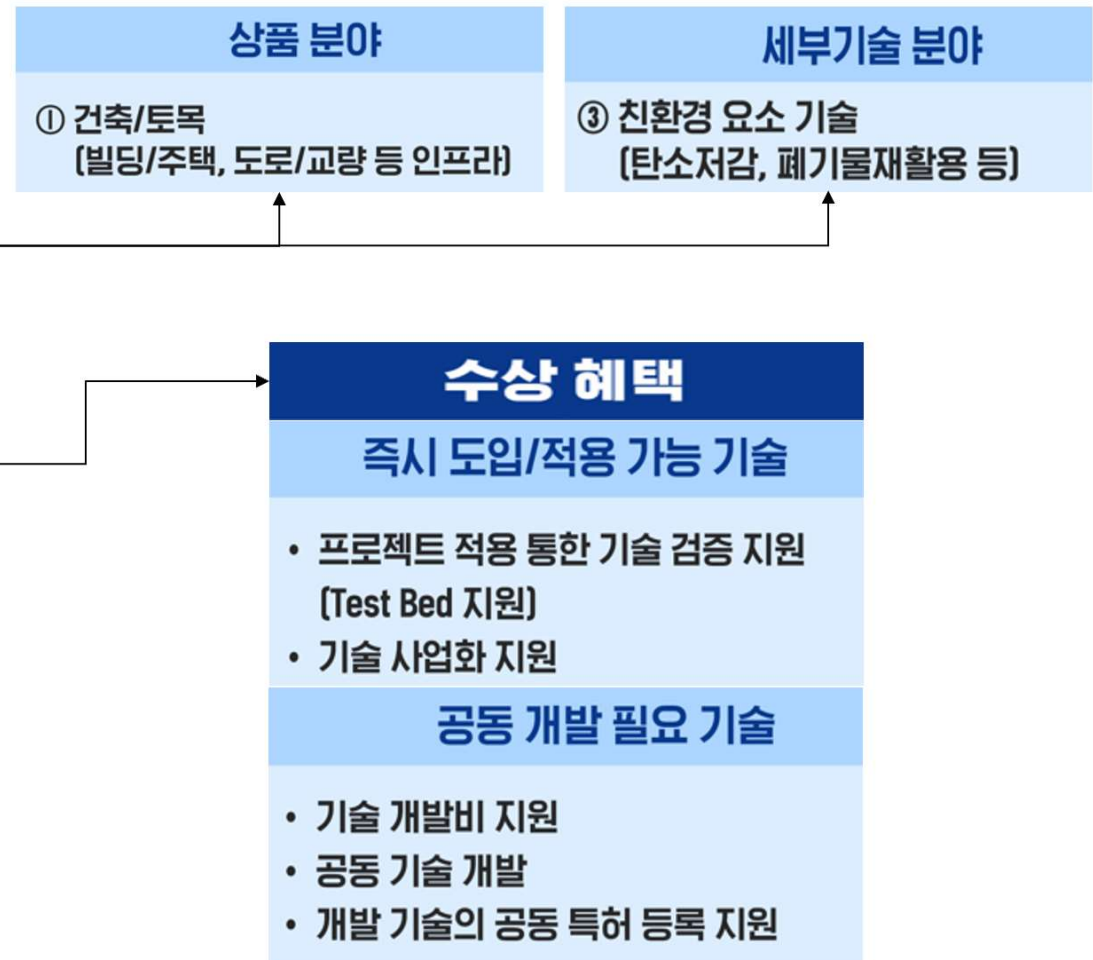 상품 분야
① 건축/토목
(빌딩/주택, 도로/교량 등 인프라)
세부기술 분야
③ 친환경 요소 기술
(탄소저감, 폐기물재활용 등)
수상 혜택
즉시 도입/적용 가능 기술
• 프로젝트 적용 통한 기술 검증 지원
(Test Bed 지원)
• 기술 사업화 지원
공동 개발 필요 기술
• 기술 개발비 지원
• 공동 기술 개발
• 개발 기술의 공동 특허 등록 지원